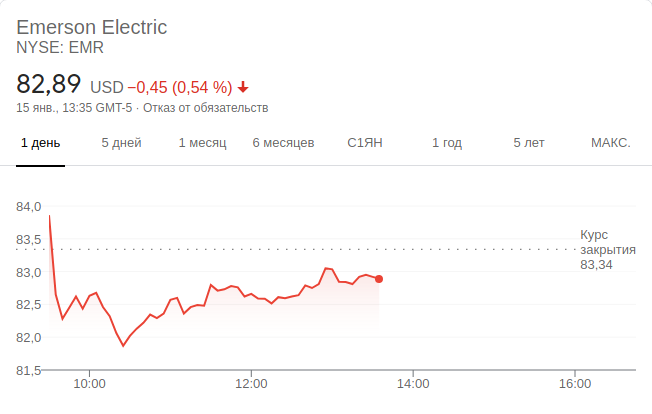 Emerson Electric
NYSE: EMR
82,89 USD −0,45 (0,54 %)
15 янв., 13:35 GMT-5 · Отказ от обязательств
1 день 5 дней 1 месяц 6 месяцев С1ЯН 1 год 5 лет МАКС.
84,0
83,5
83,0
82,5
82,0
81,5
Курс
закрытия
83,34
10:00 12:00 14:00 16:00